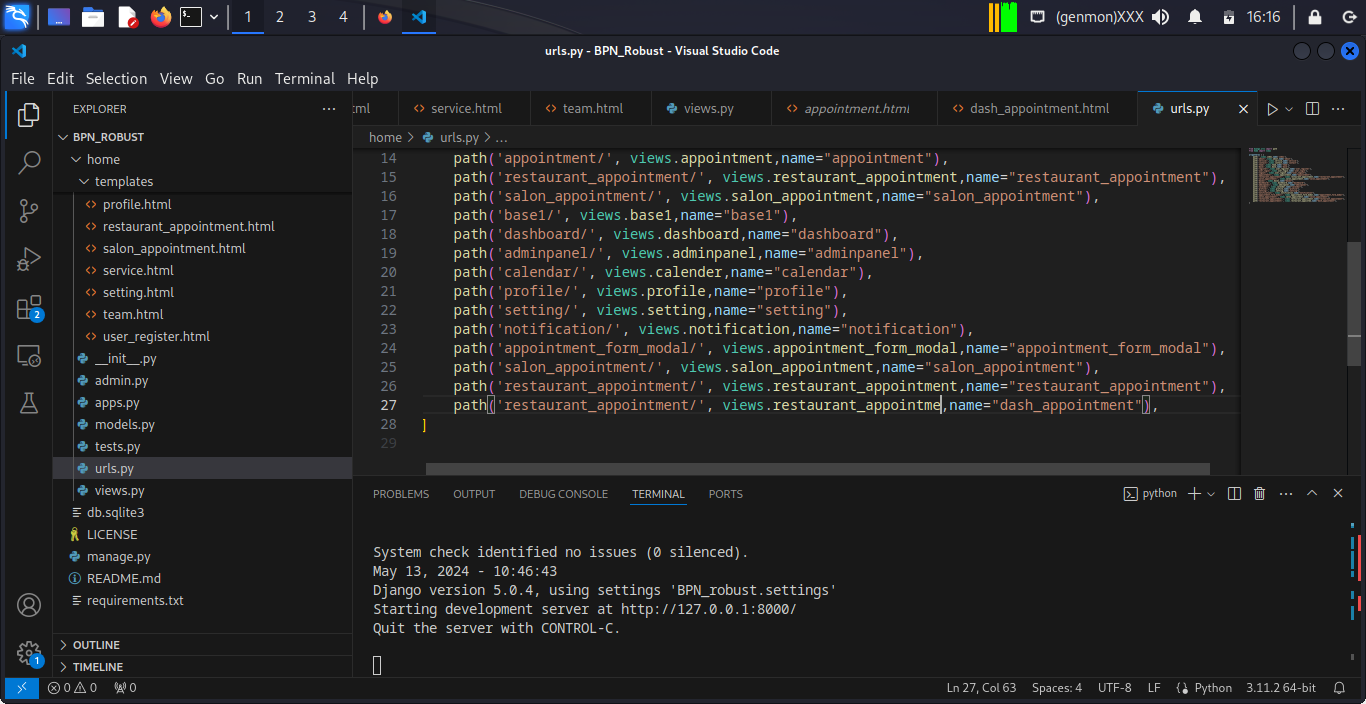 1 2 3 4 (genmon)XXX 16:16
urls.py - BPN_Robust - Visual Studio Code
File Edit Selection View Go Run Terminal Help
EXPLORER
BPN_ROBUST
home
templates
profile.html
restaurant_appointment.html
salon_appointment.html
service.html
setting.html
team.html
user_register.html
__init__.py
admin.py
apps.py
models.py
tests.py
urls.py
views.py
db.sqlite3
LICENSE
manage.py
README.md
requirements.txt
OUTLINE
TIMELINE
2
1
ml service.html team.html views.py appointment.html dash_appointment.html urls.py
home > urls.py > ...
14 path('appointment/', views.appointment,name="appointment"),
15 path('restaurant_appointment/', views.restaurant_appointment,name="restaurant_appointment"),
16 path('salon_appointment/', views.salon_appointment,name="salon_appointment"),
17 path('base1/', views.base1,name="base1"),
18 path('dashboard/', views.dashboard,name="dashboard"),
19 path('adminpanel/', views.adminpanel,name="adminpanel"),
20 path('calendar/', views.calender,name="calendar"),
21 path('profile/', views.profile,name="profile"),
22 path('setting/', views.setting,name="setting"),
23 path('notification/', views.notification,name="notification"),
24 path('appointment_form_modal/', views.appointment_form_modal,name="appointment_form_modal"),
25 path('salon_appointment/', views.salon_appointment,name="salon_appointment"),
26 path('restaurant_appointment/', views.restaurant_appointment,name="restaurant_appointment"),
27 path('restaurant_appointment/', views.restaurant_appointme,name="dash_appointment"),
28 ]
29
PROBLEMS OUTPUT DEBUG CONSOLE TERMINAL PORTS python
System check identified no issues (0 silenced).
May 13, 2024 - 10:46:43
Django version 5.0.4, using settings 'BPN_robust.settings'
Starting development server at http://127.0.0.1:8000/
Quit the server with CONTROL-C.
0 0 0 Ln 27, Col 63 Spaces: 4 UTF-8 LF Python 3.11.2 64-bit